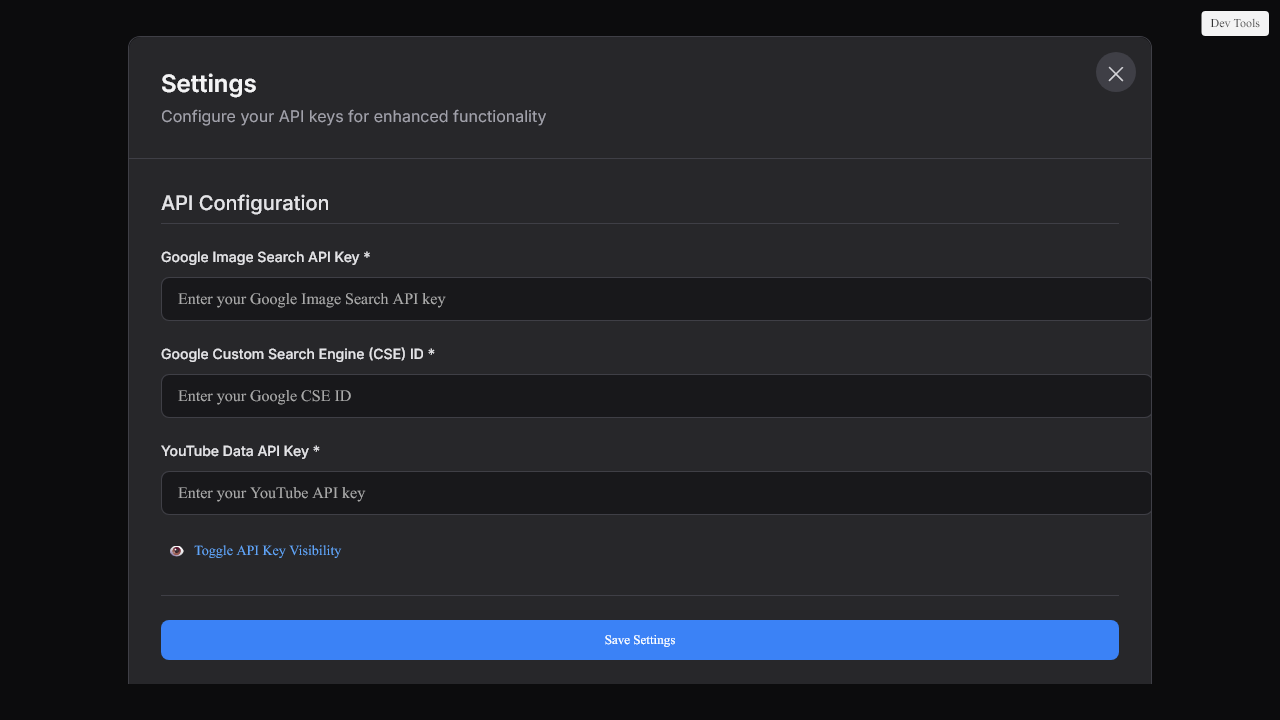 Dev Tools
Settings
Configure your API keys for enhanced functionality
API Configuration
Google Image Search API Key *
Enter your Google Image Search API key
Google Custom Search Engine (CSE) ID *
Enter your Google CSE ID
YouTube Data API Key *
Enter your YouTube API key
Toggle API Key Visibility
Save Settings